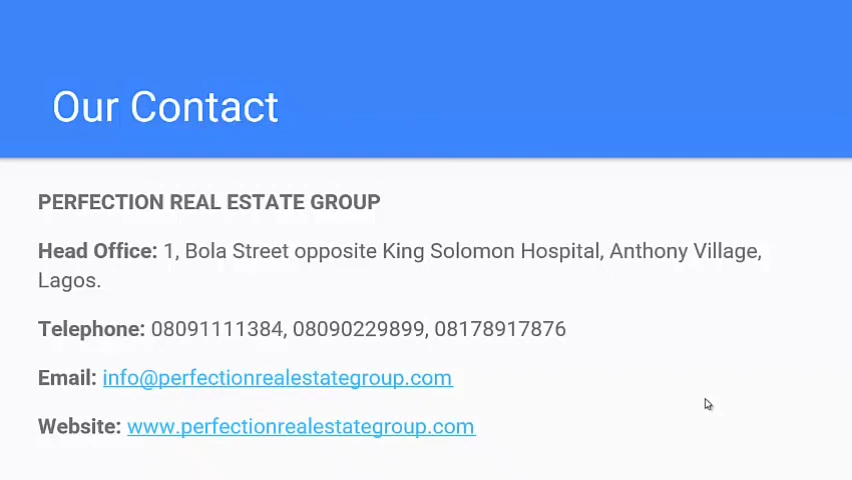 Our Contact
PERFECTION REAL ESTATE GROUP
Head Office: 1, Bola Street opposite King Solomon Hospital, Anthony Village,
Lagos.
Telephone: 08091111384, 08090229899, 08178917876
Email: info@perfectionrealestategroup.com
Website: www.perfectionrealestategroup.com